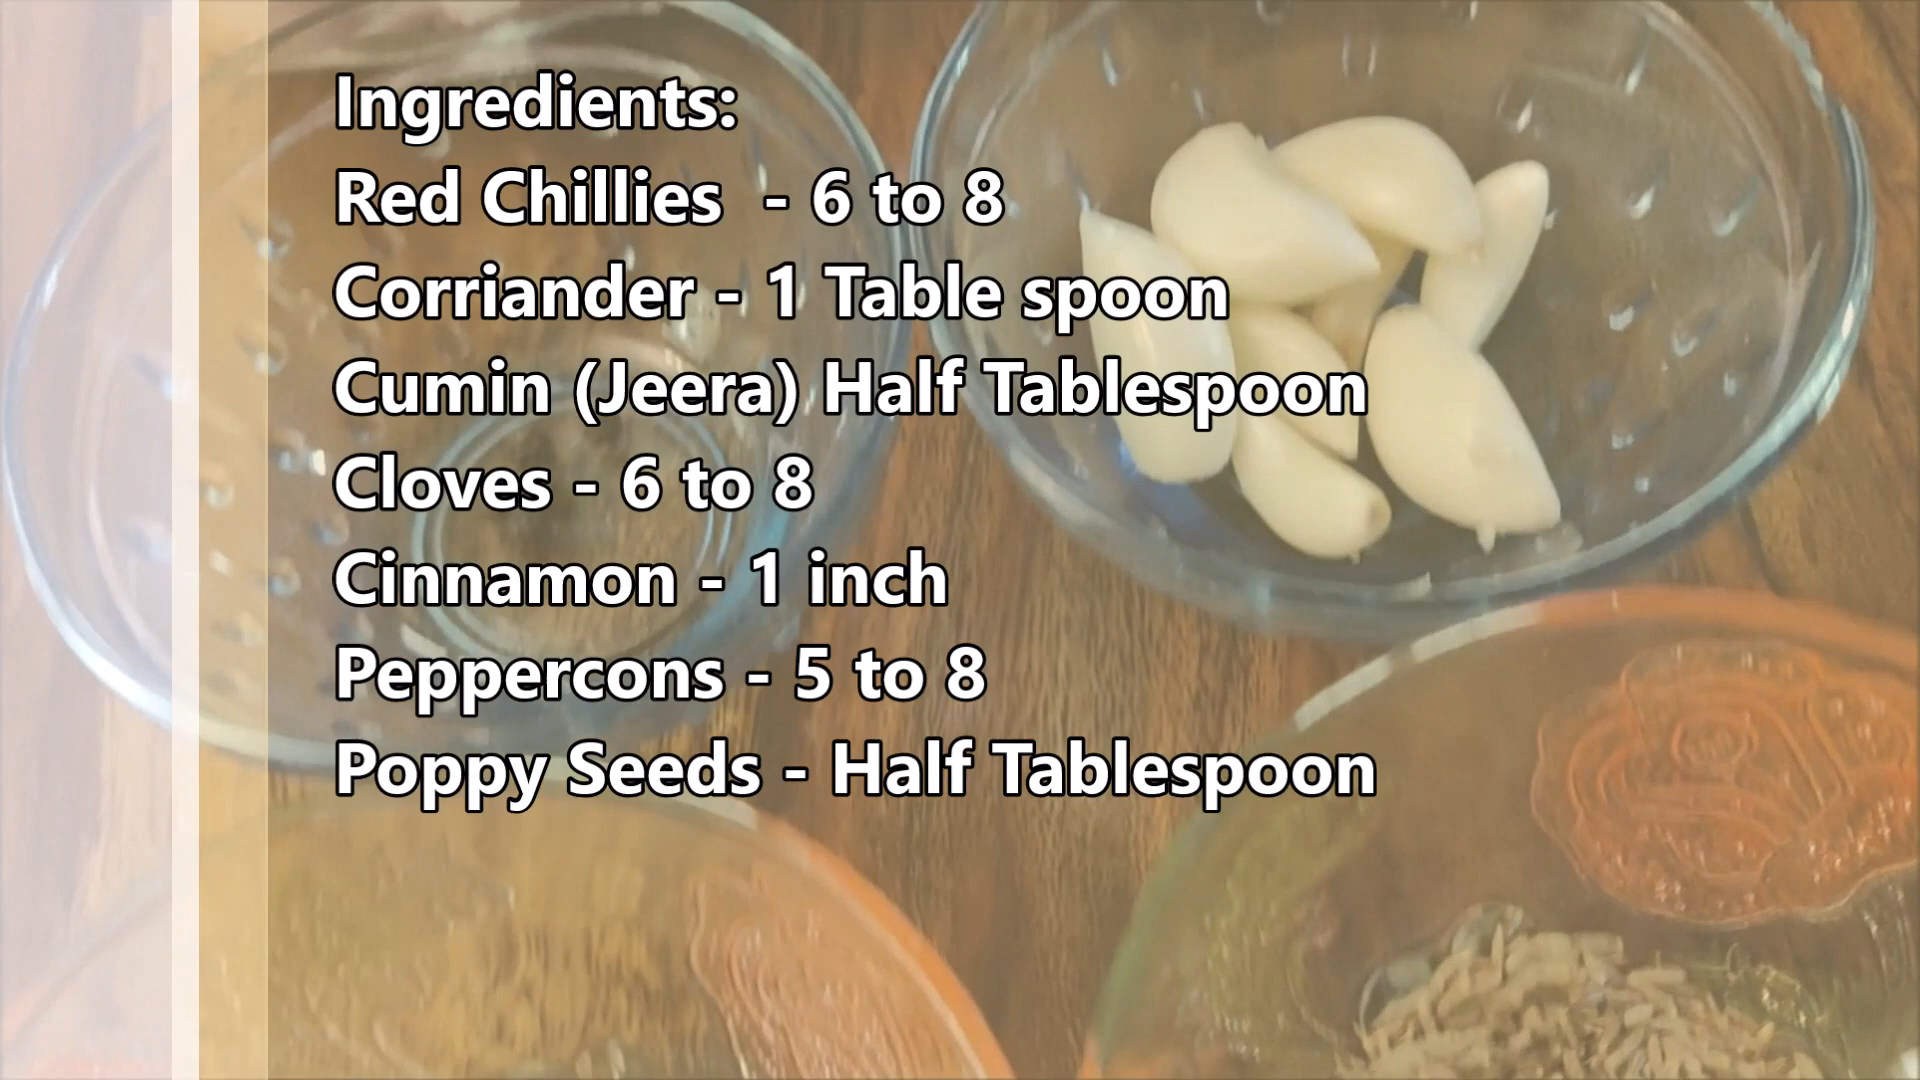 Ingredients:
Red Chillies - 6 to 8
Corriander - 1 Table spoon
Cumin (Jeera) Half Tablespoon
Cloves - 6 to 8
Cinnamon - 1 inch
Peppercons - 5 to 8
Poppy Seeds - Half Tablespoon